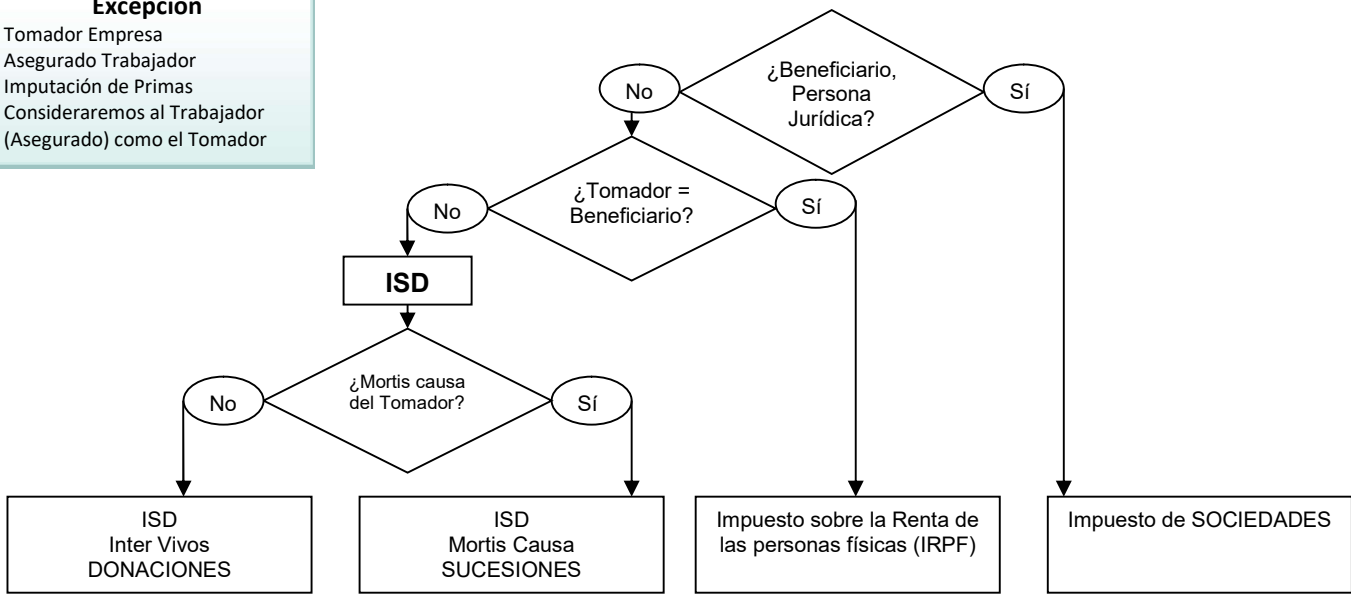 Excepción
Tomador Empresa
Asegurado Trabajador
Imputación de Primas
Consideraremos al Trabajador
(Asegurado) como el Tomador
¿Beneficiario,
Persona
Jurídica?
No
Sí
¿Tomador =
Beneficiario?
No
Sí
ISD
¿Mortis causa
del Tomador?
No
Sí
ISD
Inter Vivos
DONACIONES
ISD
Mortis Causa
SUCESIONES
Impuesto sobre la Renta de
las personas físicas (IRPF)
Impuesto de SOCIEDADES